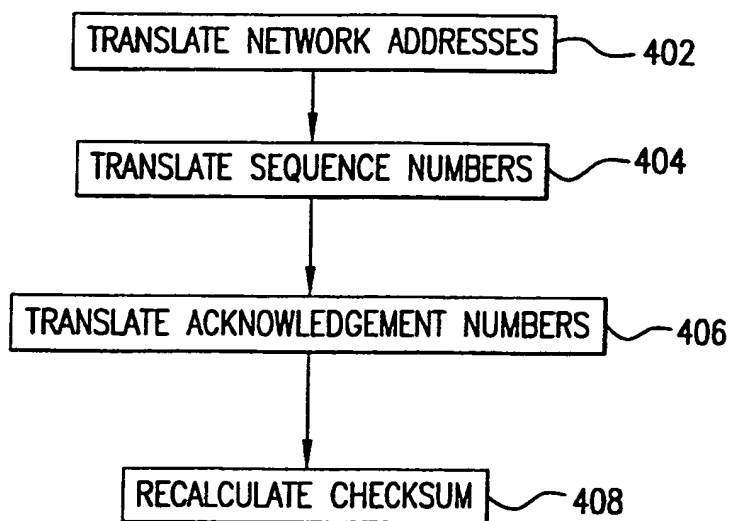 TRANSLATE NETWORK ADDRESSES 402
TRANSLATE SEQUENCE NUMBERS 404
TRANSLATE ACKNOWLEDGEMENT NUMBERS 406
RECALCULATE CHECKSUM 408